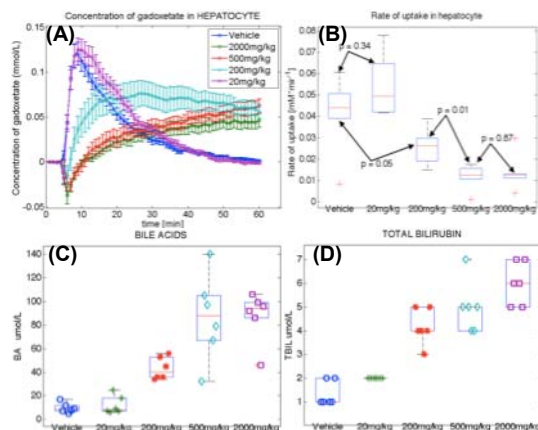 Concentration of gadoxetate in HEPATOCYTE
(A)
Concentration of gadoxetate (mmol/L)
0.15
0.1
0.05
0
-0.05
0 10 20 30 40 50 60
time [min]
Vehicle
2000mg/kg
500mg/kg
200mg/kg
20mg/kg
Rate of uptake in hepatocyte
(B)
Rate of uptake [mM*ms⁻¹]
0.08
0.07
0.06
0.05
0.04
0.03
0.02
0.01
0
p = 0.34
p = 0.01
p = 0.87
p = 0.05
Vehicle 20mg/kg 200mg/kg 500mg/kg 2000mg/kg
BILE ACIDS
(C)
BA umol/L
140
120
100
80
60
40
20
0
Vehicle 20mg/kg 200mg/kg 500mg/kg 2000mg/kg
TOTAL BILIRUBIN
(D)
TBIL umol/L
7
6
5
4
3
2
1
0
Vehicle 20mg/kg 200mg/kg 500mg/kg 2000mg/kg